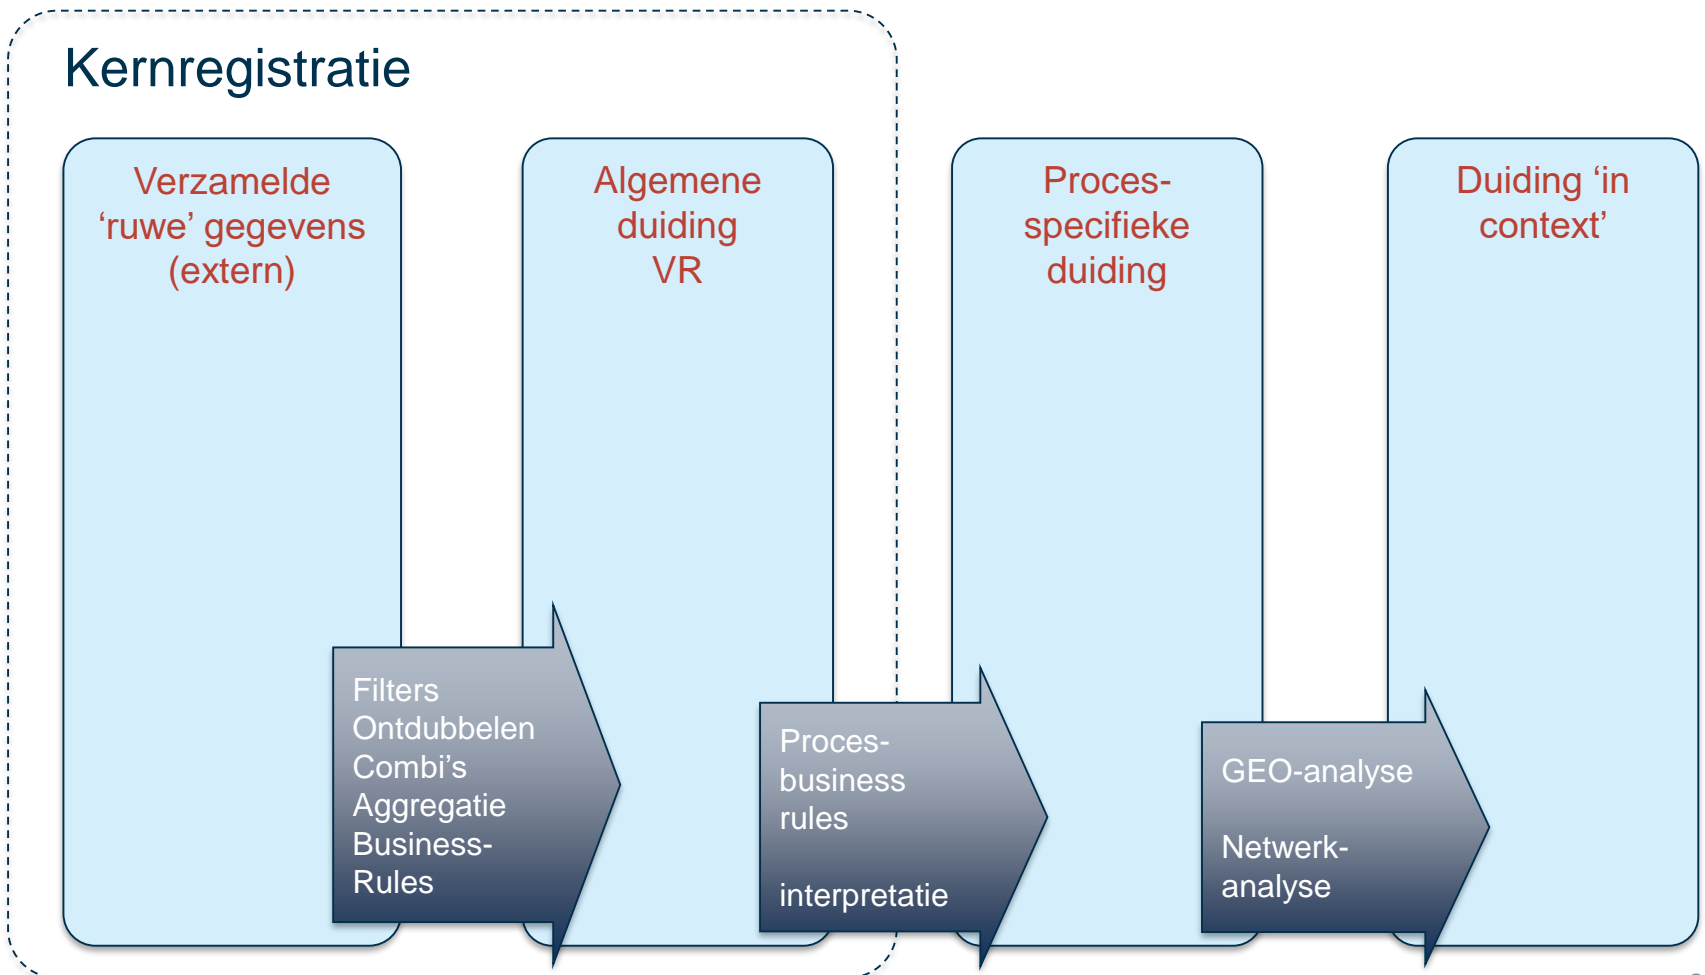 Kernregistratie
Verzamelde
‘ruwe’ gegevens
(extern)
Algemene
duiding
VR
Proces-
specifieke
duiding
Duiding ‘in
context’
Filters
Ontdubbelen
Combi’s
Aggregatie
Business-
Rules
Proces-
business
rules
interpretatie
GEO-analyse
Netwerk-
analyse